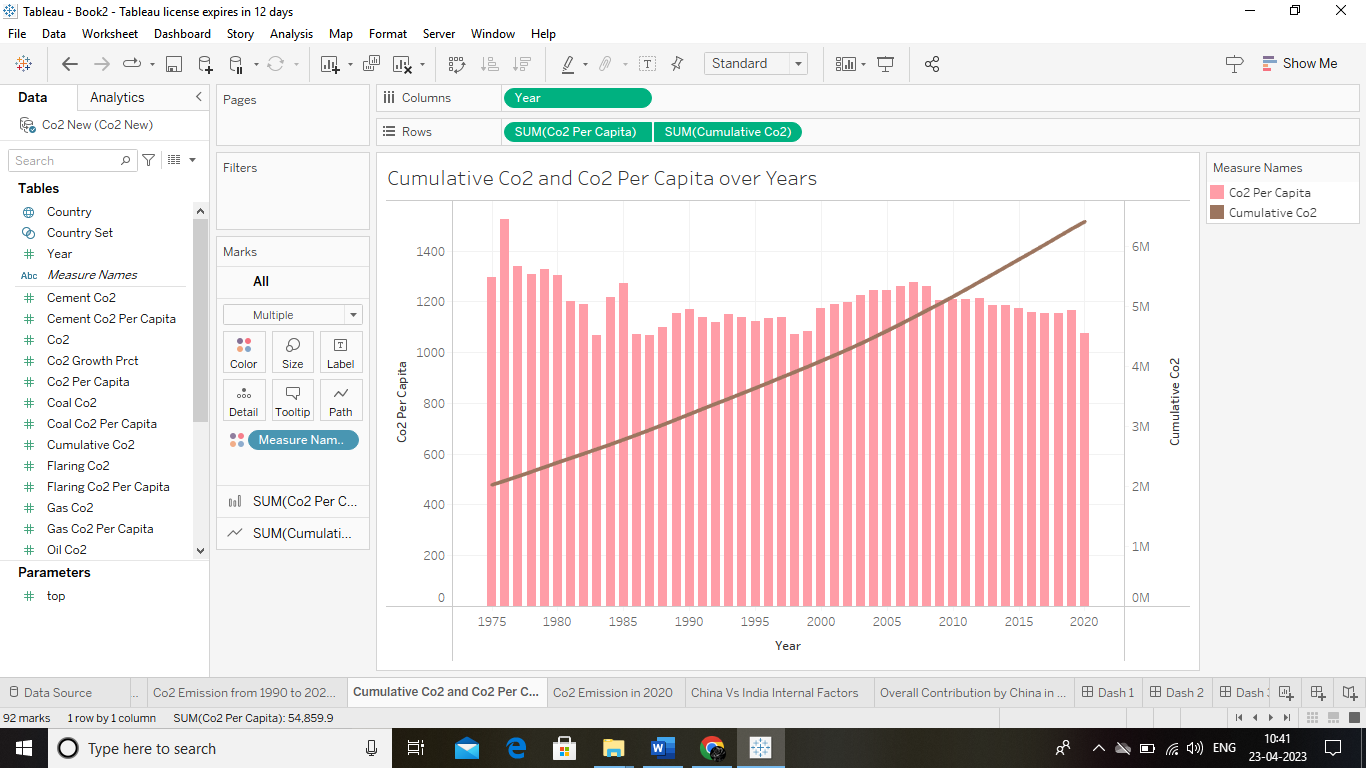 Tableau - Book2 - Tableau license expires in 12 days
File Data Worksheet Dashboard Story Analysis Map Format Server Window Help
Standard
Show Me
Data Analytics
Co2 New (Co2 New)
Search
Tables
Country
Country Set
Year
Abc Measure Names
Cement Co2
Cement Co2 Per Capita
Co2
Co2 Growth Prct
Co2 Per Capita
Coal Co2
Coal Co2 Per Capita
Cumulative Co2
Flaring Co2
Flaring Co2 Per Capita
Gas Co2
Gas Co2 Per Capita
Oil Co2
Parameters
top
Pages
Filters
Marks
All
Multiple
Color Size Label
Detail Tooltip Path
Measure Nam..
SUM(Co2 Per C...
SUM(Cumulati...
Columns Year
Rows SUM(Co2 Per Capita) SUM(Cumulative Co2)
Cumulative Co2 and Co2 Per Capita over Years
Co2 Per Capita
1400
1200
1000
800
600
400
200
0
6M
5M
4M
3M
2M
1M
0M
Cumulative Co2
1975 1980 1985 1990 1995 2000 2005 2010 2015 2020
Year
Measure Names
Co2 Per Capita
Cumulative Co2
Data Source .. Co2 Emission from 1990 to 202... Cumulative Co2 and Co2 Per C... Co2 Emission in 2020 China Vs India Internal Factors Overall Contribution by China in ... Dash 1 Dash 2 Dash
92 marks 1 row by 1 column SUM(Co2 Per Capita): 54,859.9
Type here to search
ENG
10:41
23-04-2023